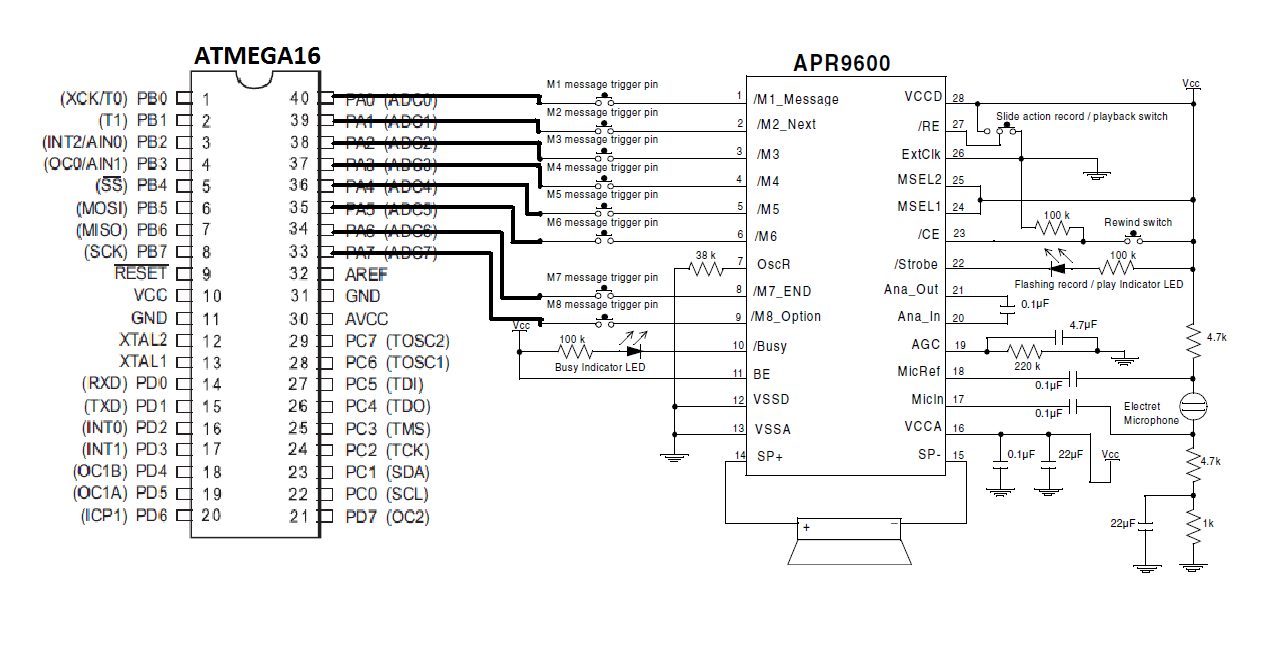 ATMEGA16
(XCK/T0) PB0 1
(T1) PB1 2
(INT2/AIN0) PB2 3
(OC0/AIN1) PB3 4
(SS) PB4 5
(MOSI) PB5 6
(MISO) PB6 7
(SCK) PB7 8
RESET 9
VCC 10
GND 11
XTAL2 12
XTAL1 13
(RXD) PD0 14
(TXD) PD1 15
(INT0) PD2 16
(INT1) PD3 17
(OC1B) PD4 18
(OC1A) PD5 19
(ICP1) PD6 20
40 PA0 (ADC0)
39 PA1 (ADC1)
38 PA2 (ADC2)
37 PA3 (ADC3)
36 PA4 (ADC4)
35 PA5 (ADC5)
34 PA6 (ADC6)
33 PA7 (ADC7)
32 AREF
31 GND
30 AVCC
29 PC7 (TOSC2)
28 PC6 (TOSC1)
27 PC5 (TDI)
26 PC4 (TDO)
25 PC3 (TMS)
24 PC2 (TCK)
23 PC1 (SDA)
22 PC0 (SCL)
21 PD7 (OC2)
M1 message trigger pin
M2 message trigger pin
M3 message trigger pin
M4 message trigger pin
M5 message trigger pin
M6 message trigger pin
38 k
M7 message trigger pin
M8 message trigger pin
Vcc
100 k
Busy Indicator LED
APR9600
1 /M1_Message
2 /M2_Next
3 /M3
4 /M4
5 /M5
6 /M6
7 OscR
8 /M7_END
9 /M8_Option
10 /Busy
11 BE
12 VSSD
13 VSSA
14 SP+
VCCD 28
/RE 27
ExtClk 26
MSEL2 25
MSEL1 24
/CE 23
/Strobe 22
Ana_Out 21
Ana_In 20
AGC 19
MicRef 18
MicIn 17
VCCA 16
SP- 15
+ −
Vcc
Slide action record / playback switch
100 k
Rewind switch
100 k
Flashing record / play Indicator LED
0.1µF
4.7µF
220 k
4.7k
0.1µF
0.1µF
Electret
Microphone
0.1µF
22µF
Vcc
4.7k
22µF
1k